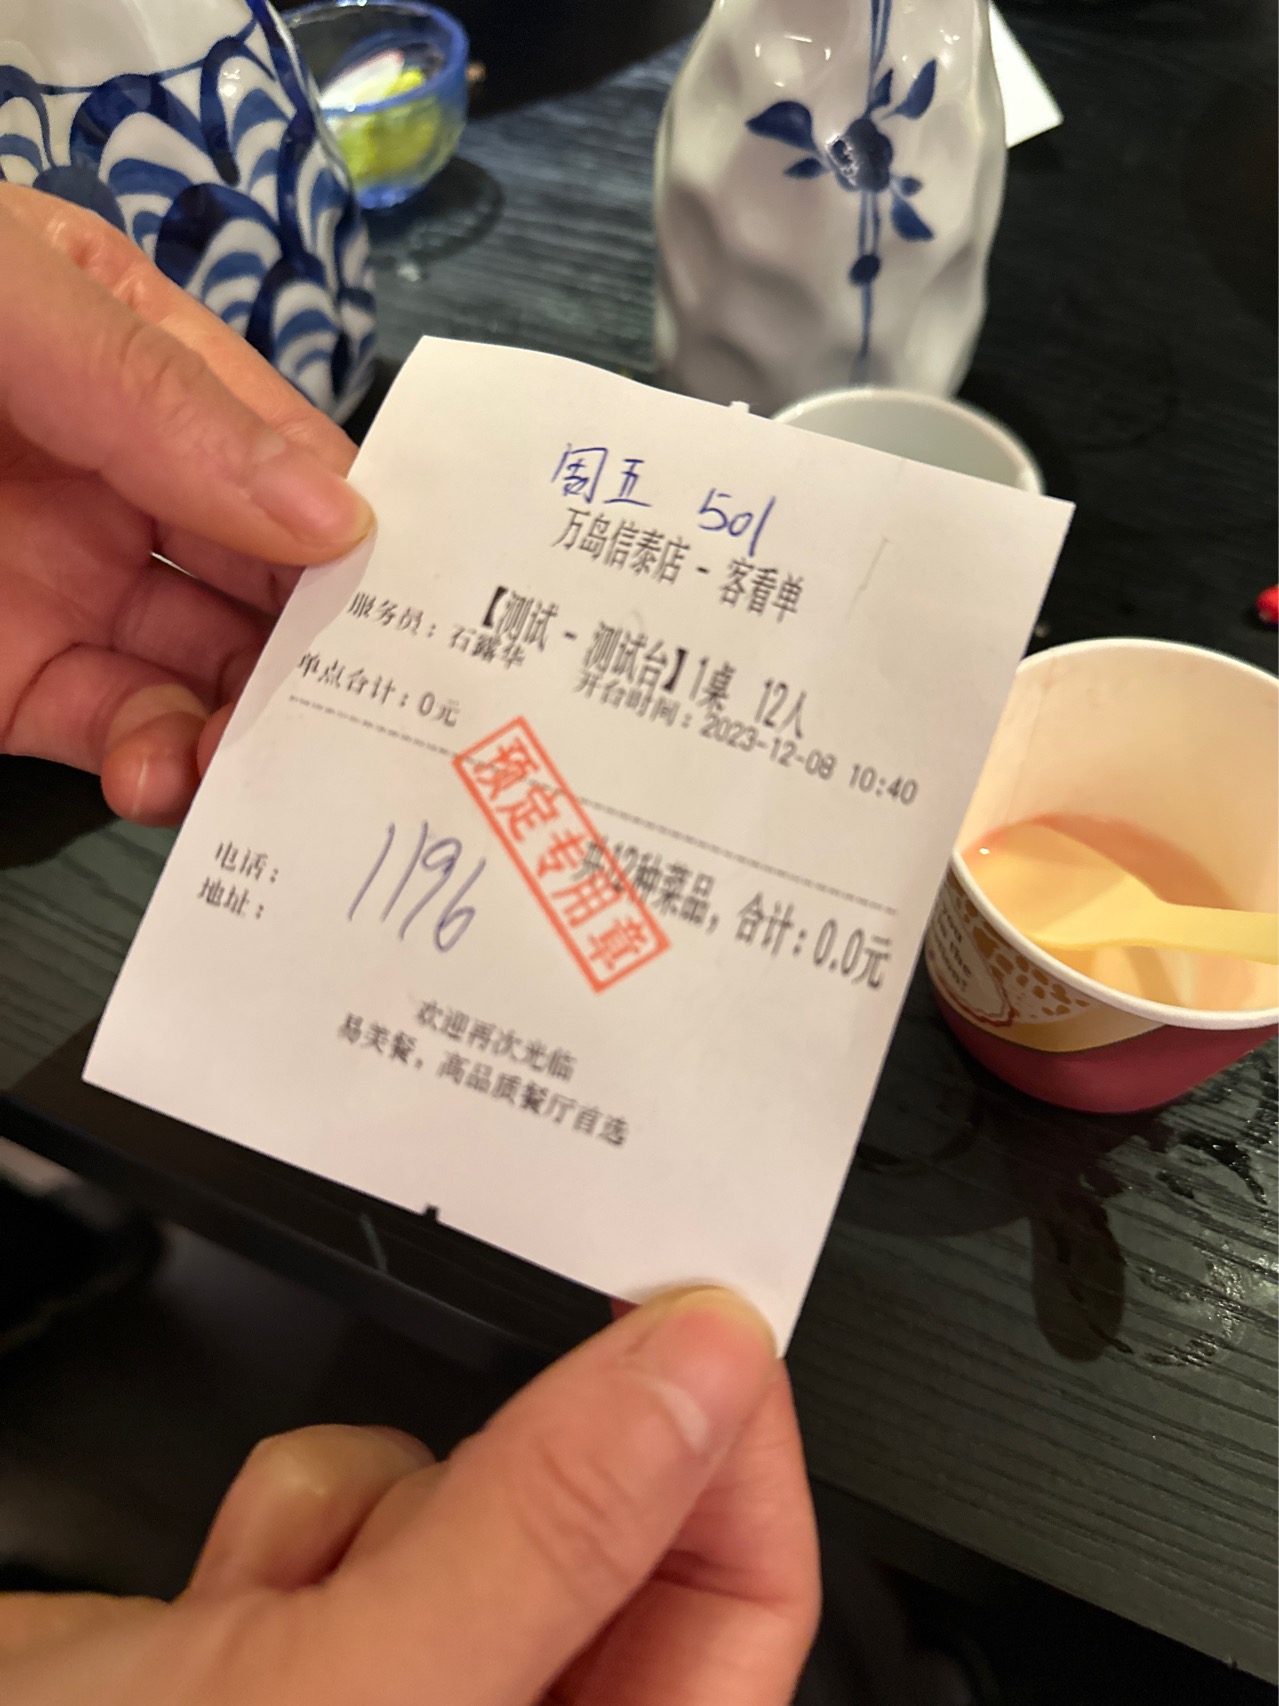 周五 501
万岛信泰店 - 客看单
【测试 - 测试台】1桌 12人
服务员：石露华 开台时间：2023-12-08 10:40
单点合计：0元
预定专用章
共12种菜品，合计：0.0元
1196
电话：
地址：
欢迎再次光临
易美餐，高品质餐厅首选